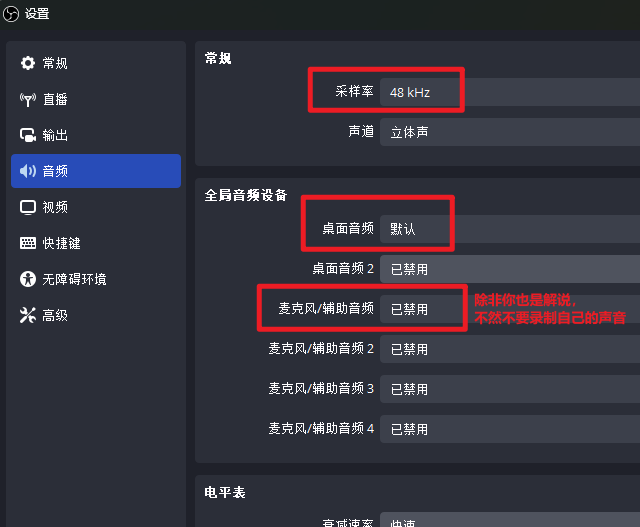 设置
常规
直播
输出
音频
视频
快捷键
无障碍环境
高级
常规
采样率 48 kHz
声道 立体声
全局音频设备
桌面音频 默认
桌面音频 2 已禁用
麦克风/辅助音频 已禁用
除非你也是解说，
不然不要录制自己的声音
麦克风/辅助音频 2 已禁用
麦克风/辅助音频 3 已禁用
麦克风/辅助音频 4 已禁用
电平表
衰减速率 快速